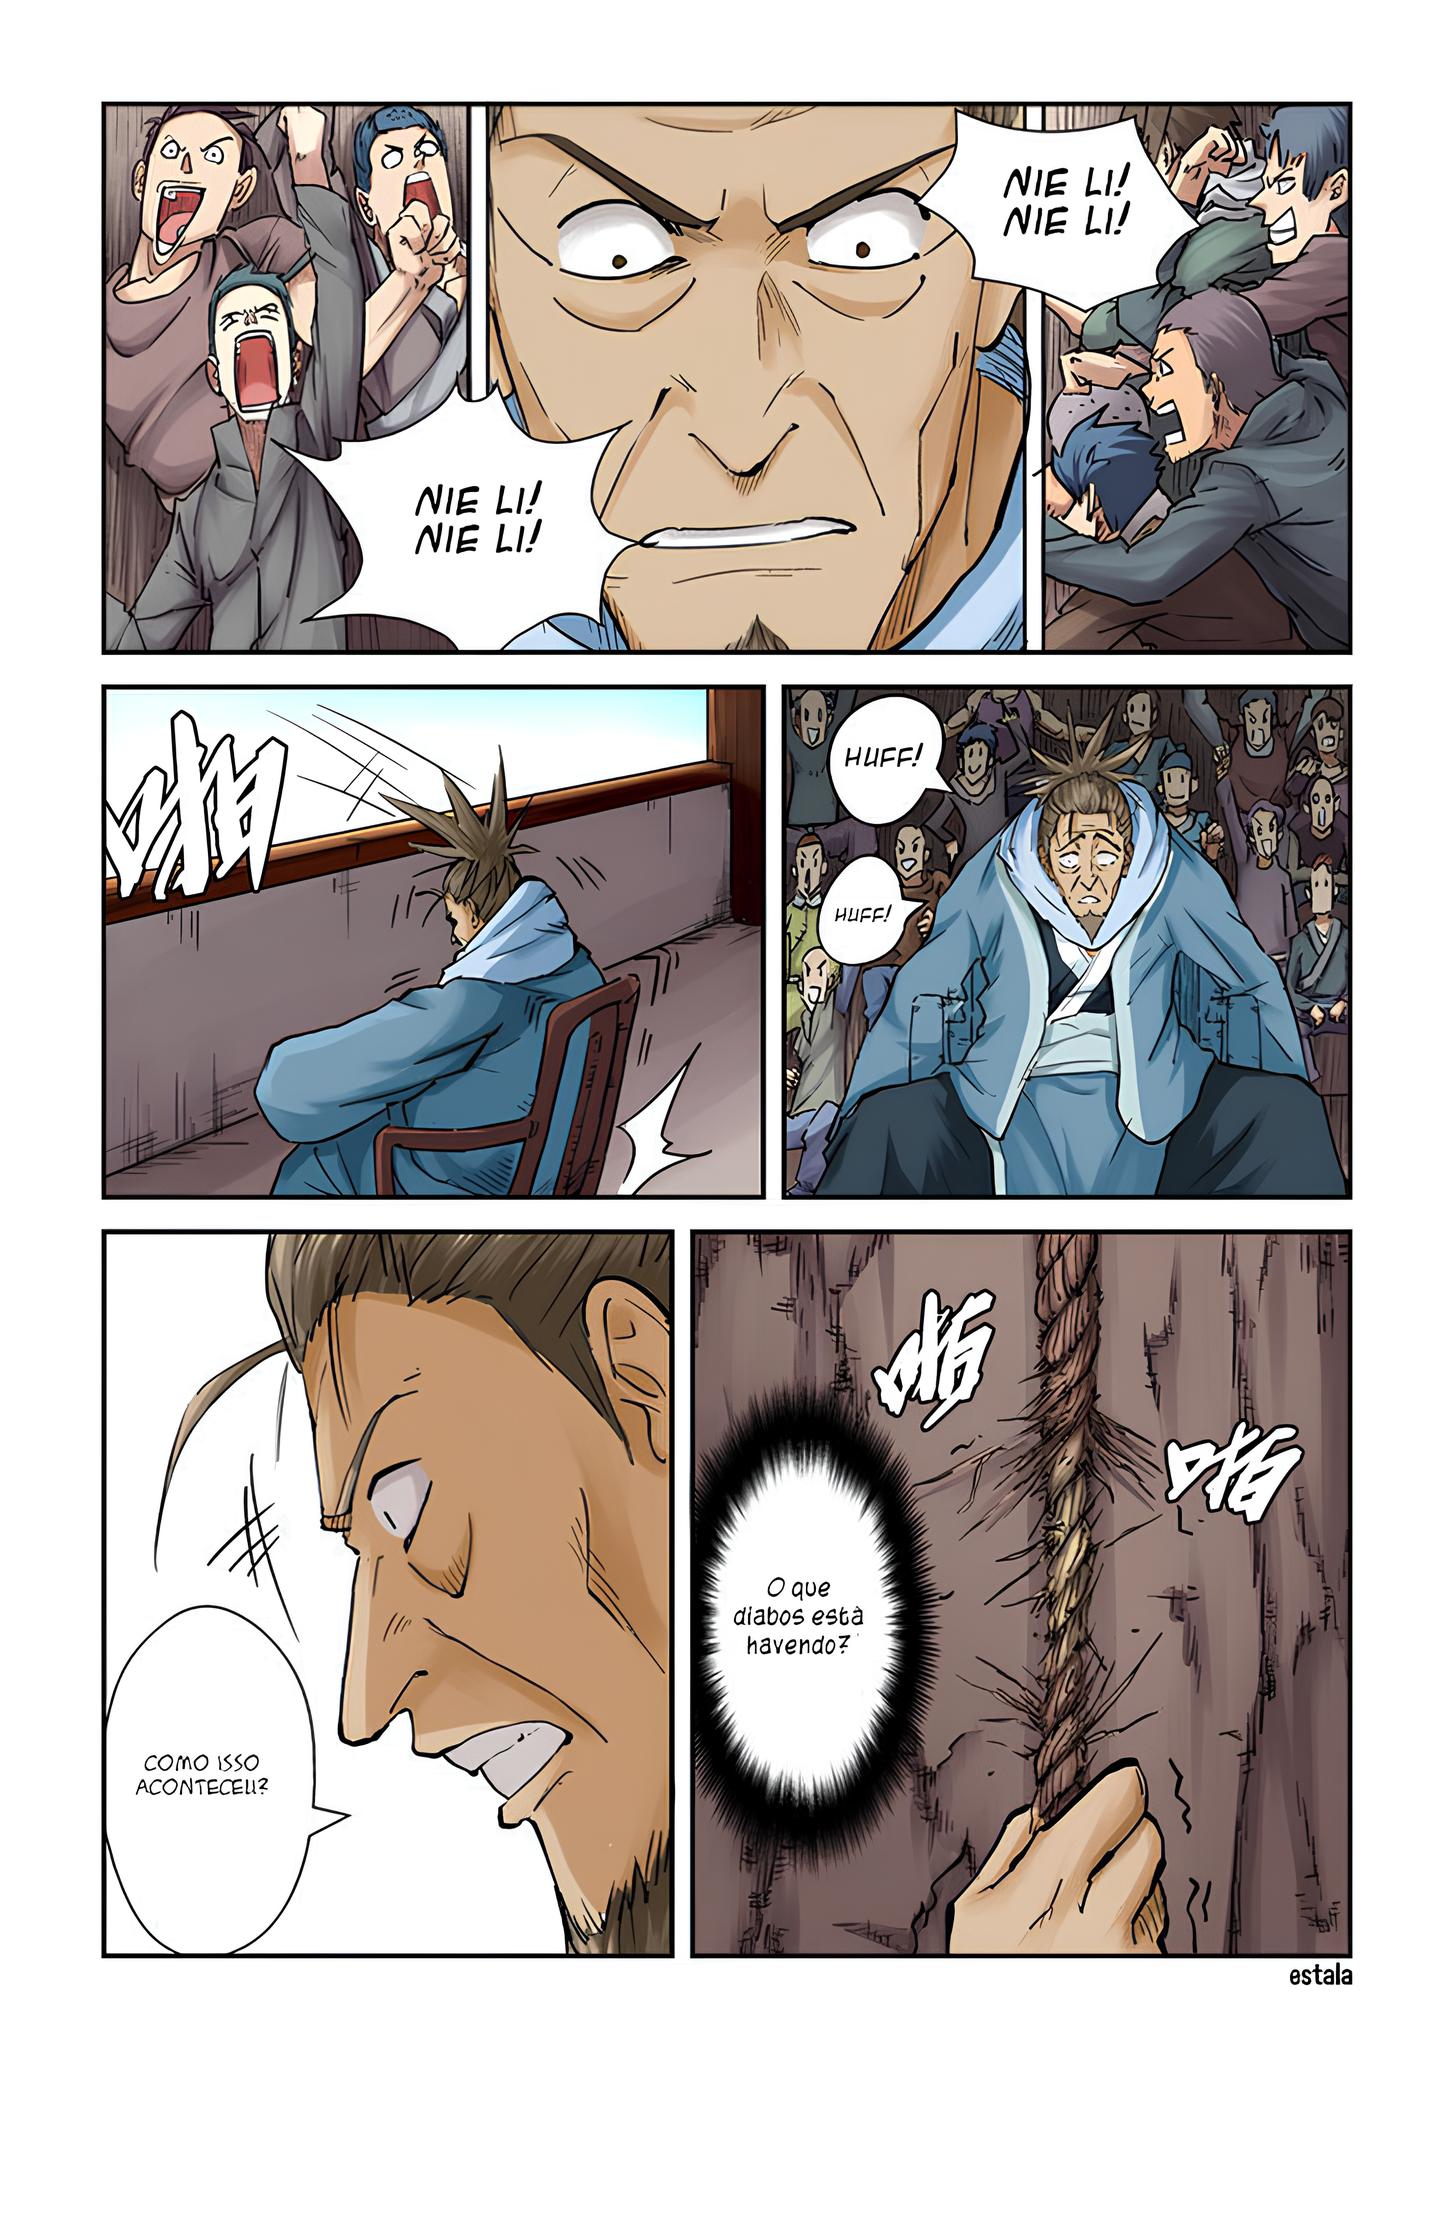 NIE LI!
NIE LI!
NIE LI!
NIE LI!
啪
HUFF!
HUFF!
COMO ISSO
ACONTECEU?
啪
啪
O que
diabos està
havendo?
estala